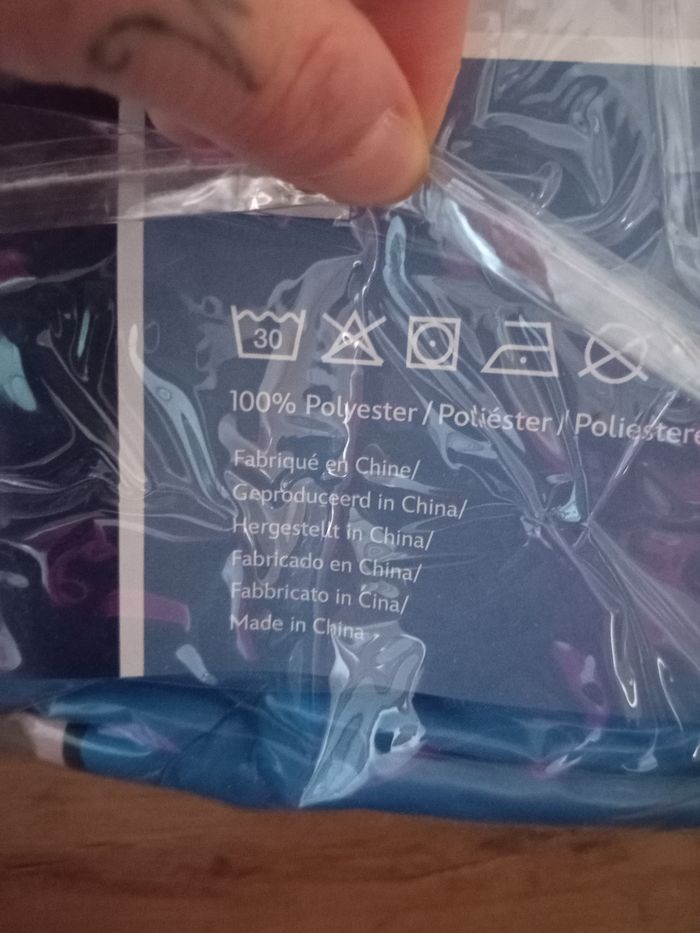 30
100% Polyester / Poliéster / Poliestere
Fabriqué en Chine/
Geproduceerd in China/
Hergestellt in China/
Fabricado en China/
Fabbricato in Cina/
Made in China